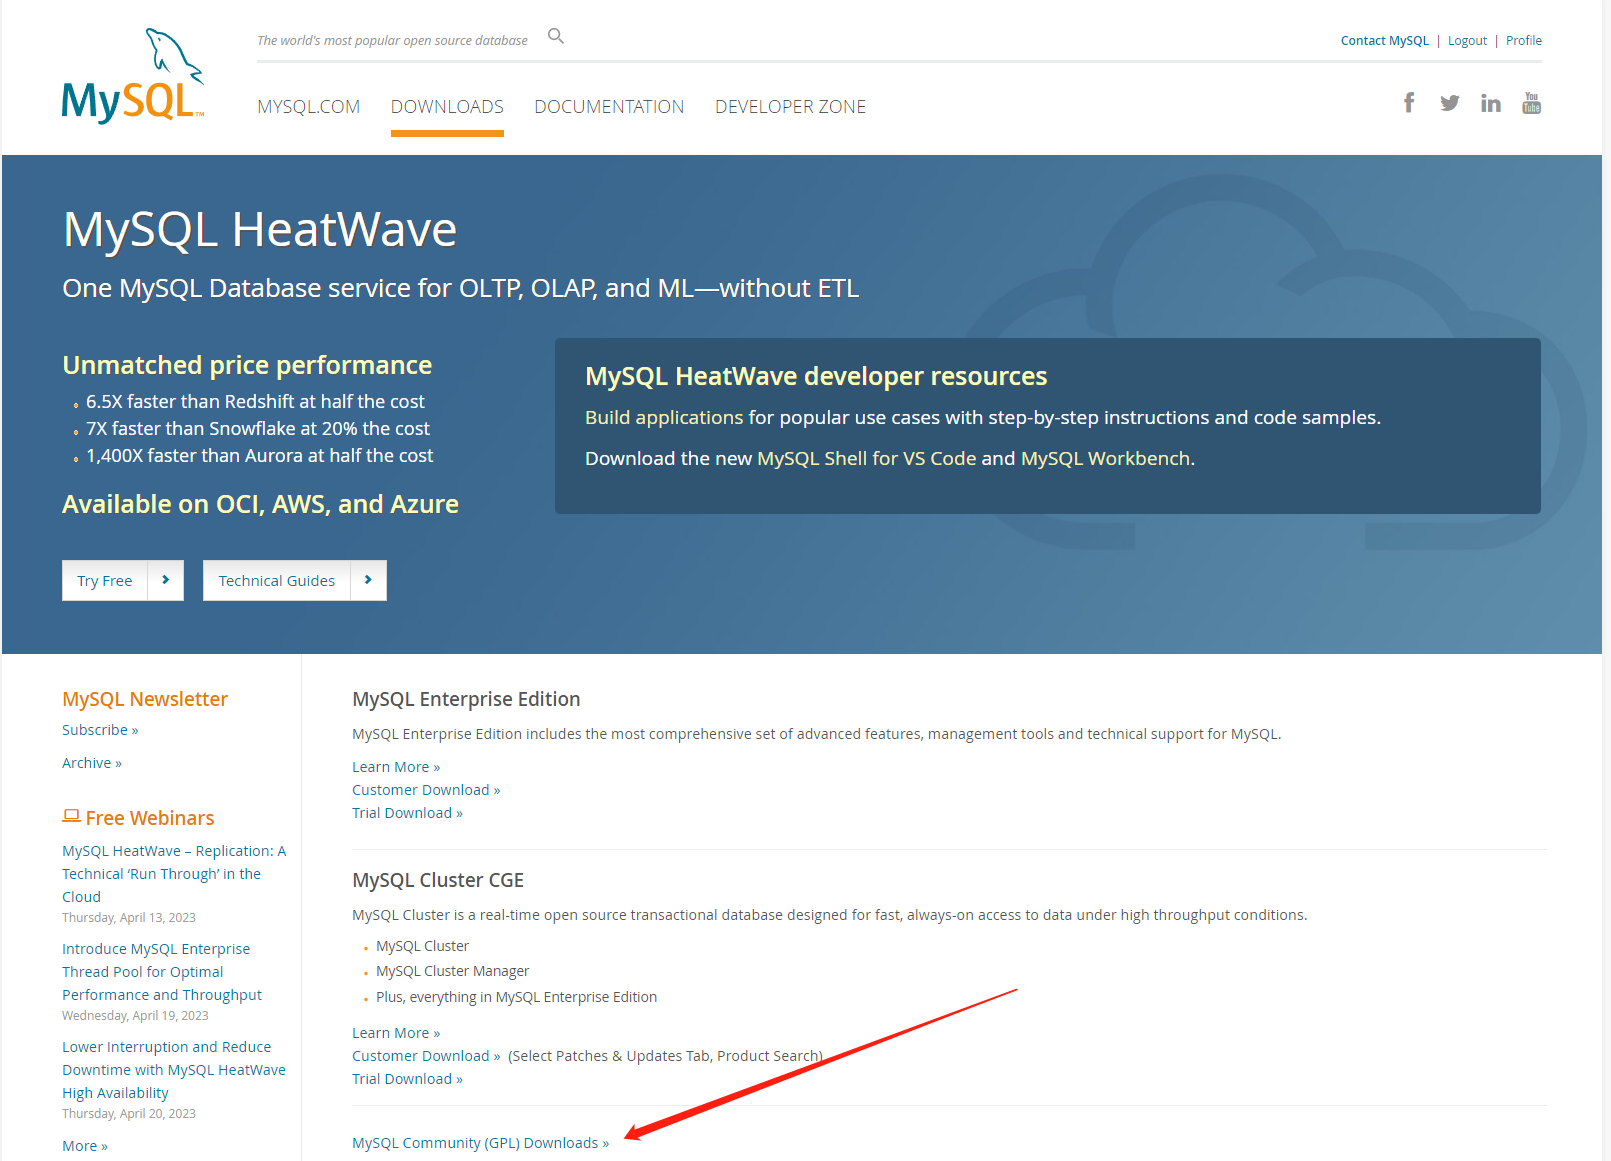 The world's most popular open source database
Contact MySQL | Logout | Profile
MySQL™
MYSQL.COM DOWNLOADS DOCUMENTATION DEVELOPER ZONE
You Tube
MySQL HeatWave
One MySQL Database service for OLTP, OLAP, and ML—without ETL
Unmatched price performance
6.5X faster than Redshift at half the cost
7X faster than Snowflake at 20% the cost
1,400X faster than Aurora at half the cost
Available on OCI, AWS, and Azure
Try Free
Technical Guides
MySQL HeatWave developer resources
Build applications for popular use cases with step-by-step instructions and code samples.
Download the new MySQL Shell for VS Code and MySQL Workbench.
MySQL Newsletter
Subscribe »
Archive »
Free Webinars
MySQL HeatWave – Replication: A
Technical ‘Run Through’ in the
Cloud
Thursday, April 13, 2023
Introduce MySQL Enterprise
Thread Pool for Optimal
Performance and Throughput
Wednesday, April 19, 2023
Lower Interruption and Reduce
Downtime with MySQL HeatWave
High Availability
Thursday, April 20, 2023
More »
MySQL Enterprise Edition
MySQL Enterprise Edition includes the most comprehensive set of advanced features, management tools and technical support for MySQL.
Learn More »
Customer Download »
Trial Download »
MySQL Cluster CGE
MySQL Cluster is a real-time open source transactional database designed for fast, always-on access to data under high throughput conditions.
MySQL Cluster
MySQL Cluster Manager
Plus, everything in MySQL Enterprise Edition
Learn More »
Customer Download » (Select Patches & Updates Tab, Product Search)
Trial Download »
MySQL Community (GPL) Downloads »